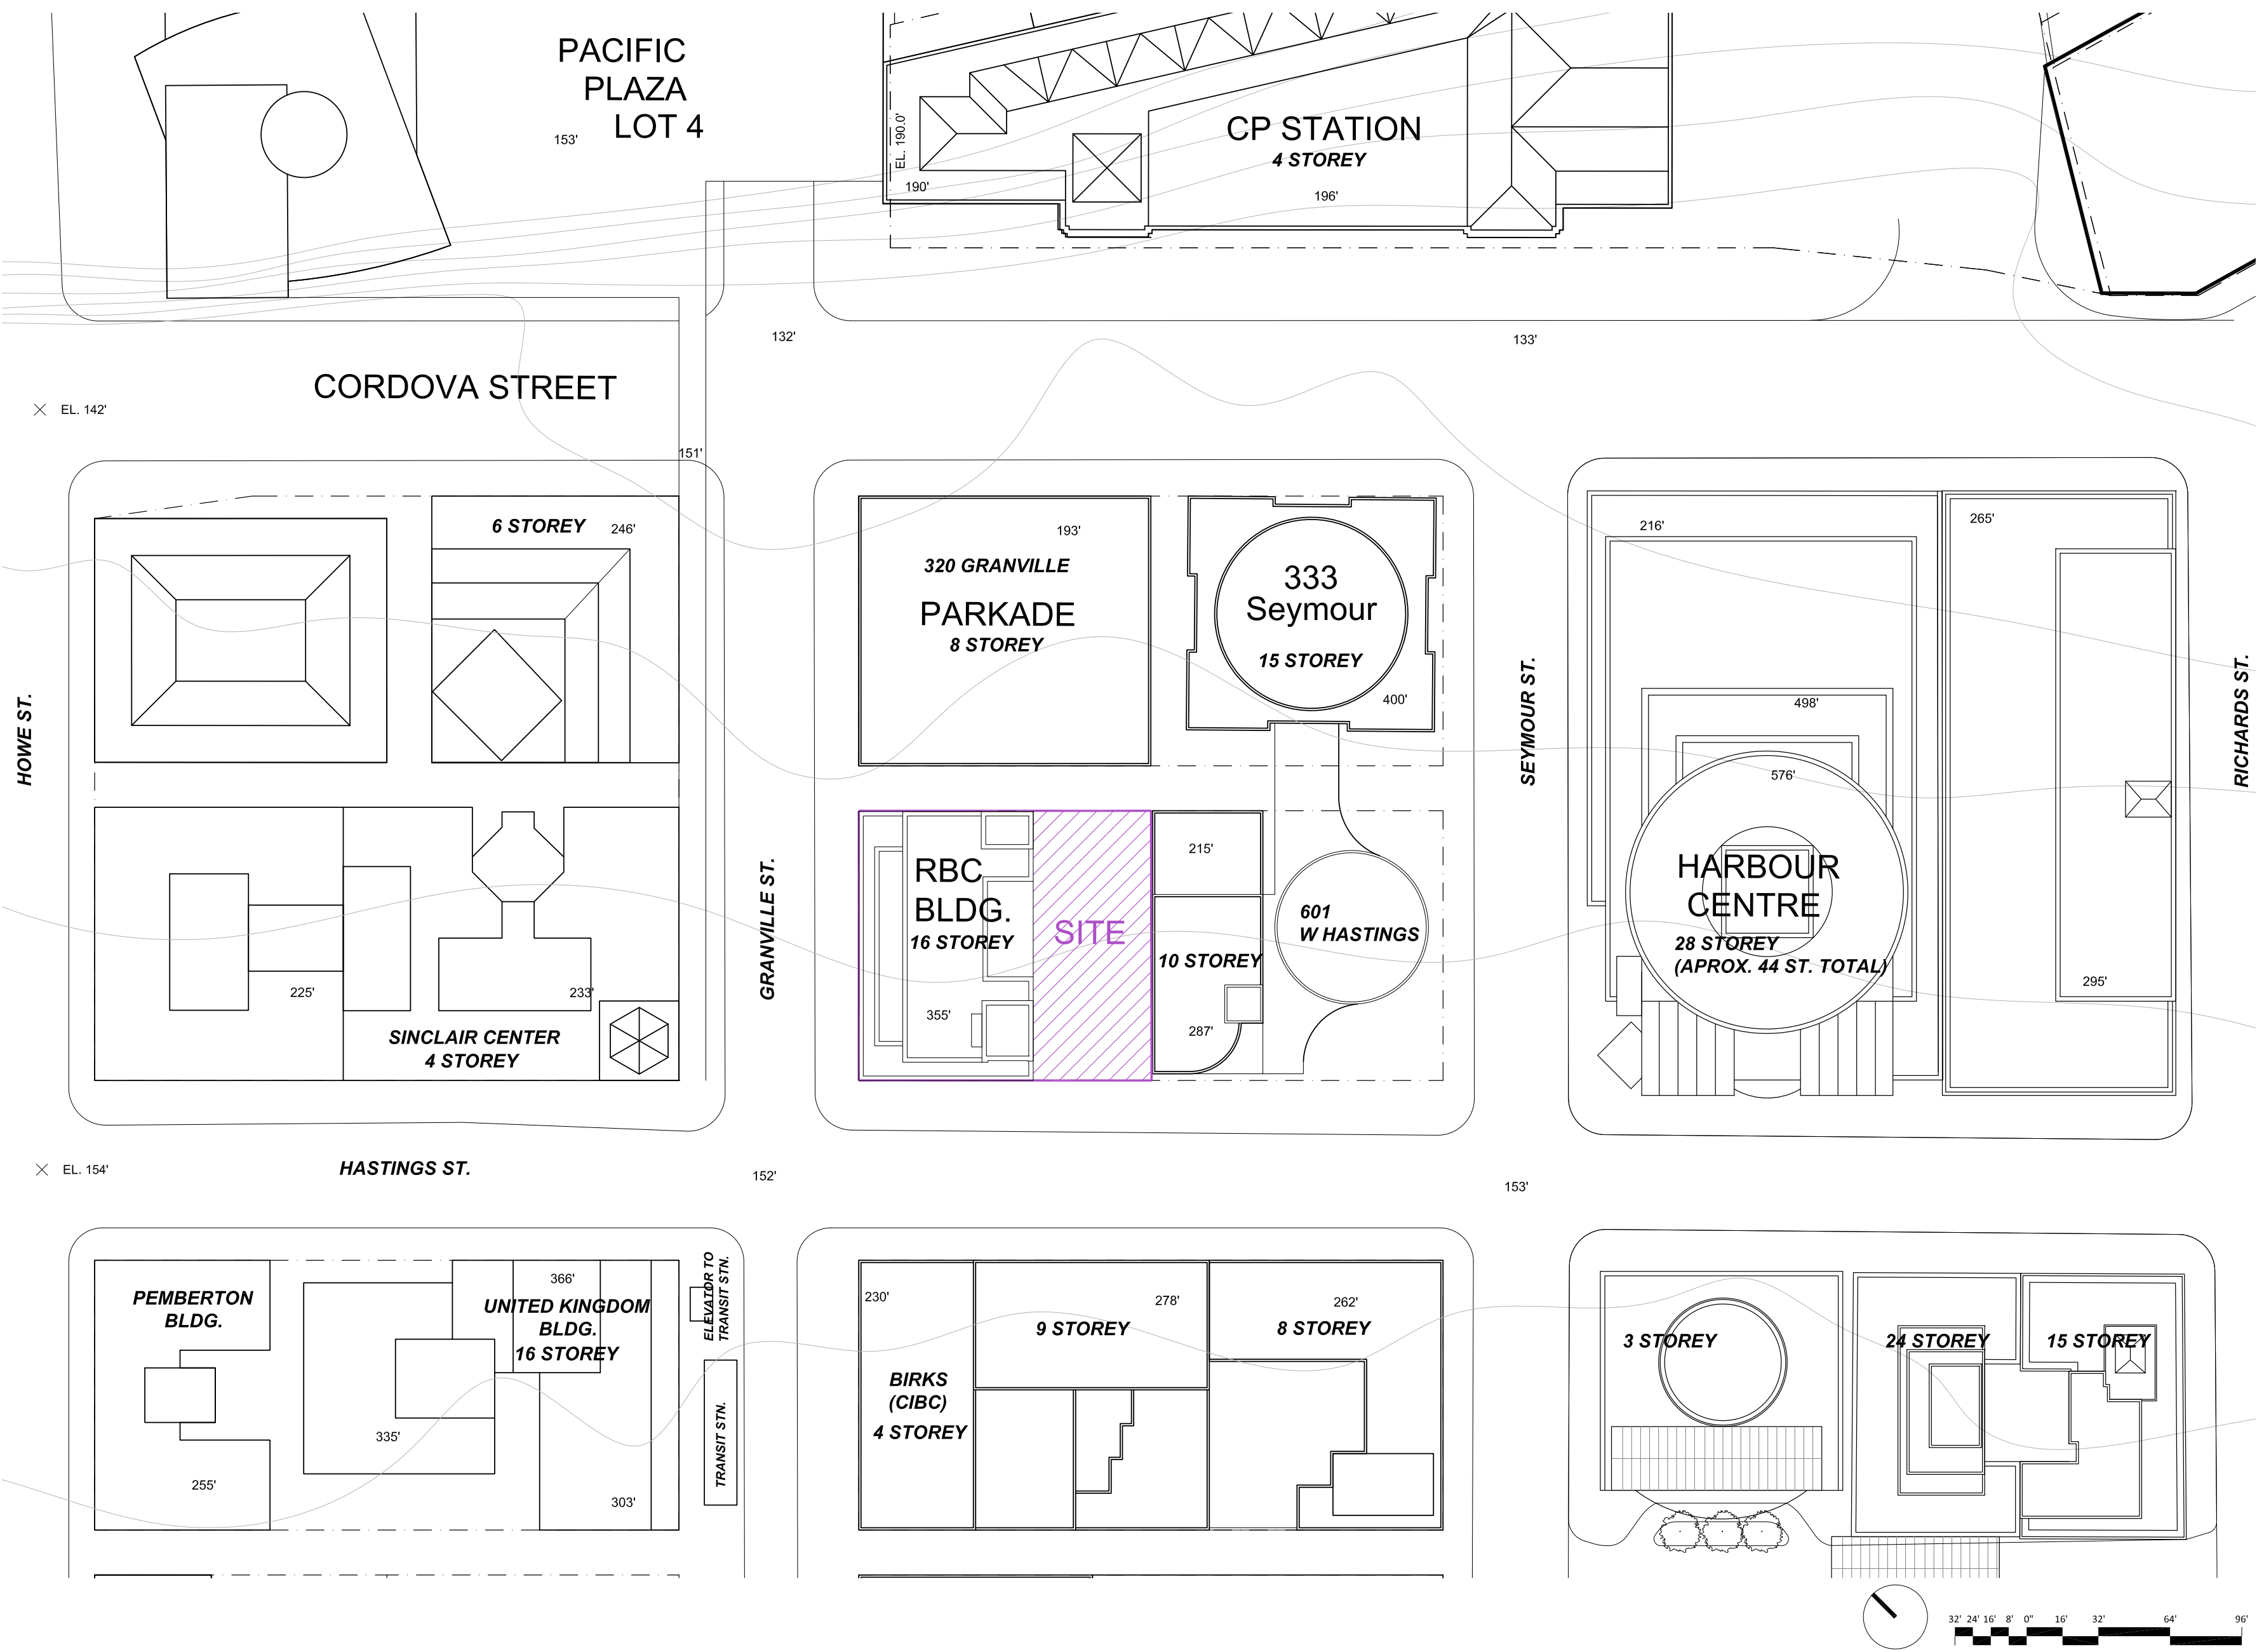 PACIFIC
PLAZA
LOT 4
153'
EL. 190.0'
190'
CP STATION
4 STOREY
196'
132'
133'
CORDOVA STREET
EL. 142'
151'
6 STOREY
246'
193'
320 GRANVILLE
PARKADE
8 STOREY
333
Seymour
15 STOREY
400'
216'
265'
498'
576'
HOWE ST.
GRANVILLE ST.
SEYMOUR ST.
RICHARDS ST.
225'
233'
SINCLAIR CENTER
4 STOREY
RBC
BLDG.
16 STOREY
355'
SITE
215'
10 STOREY
287'
601
W HASTINGS
HARBOUR
CENTRE
28 STOREY
(APROX. 44 ST. TOTAL)
295'
EL. 154'
HASTINGS ST.
152'
153'
PEMBERTON
BLDG.
255'
366'
UNITED KINGDOM
BLDG.
16 STOREY
335'
303'
ELEVATOR TO
TRANSIT STN.
TRANSIT STN.
230'
BIRKS
(CIBC)
4 STOREY
278'
9 STOREY
262'
8 STOREY
3 STOREY
24 STOREY
15 STOREY
32' 24' 16' 8' 0" 16' 32' 64' 96'